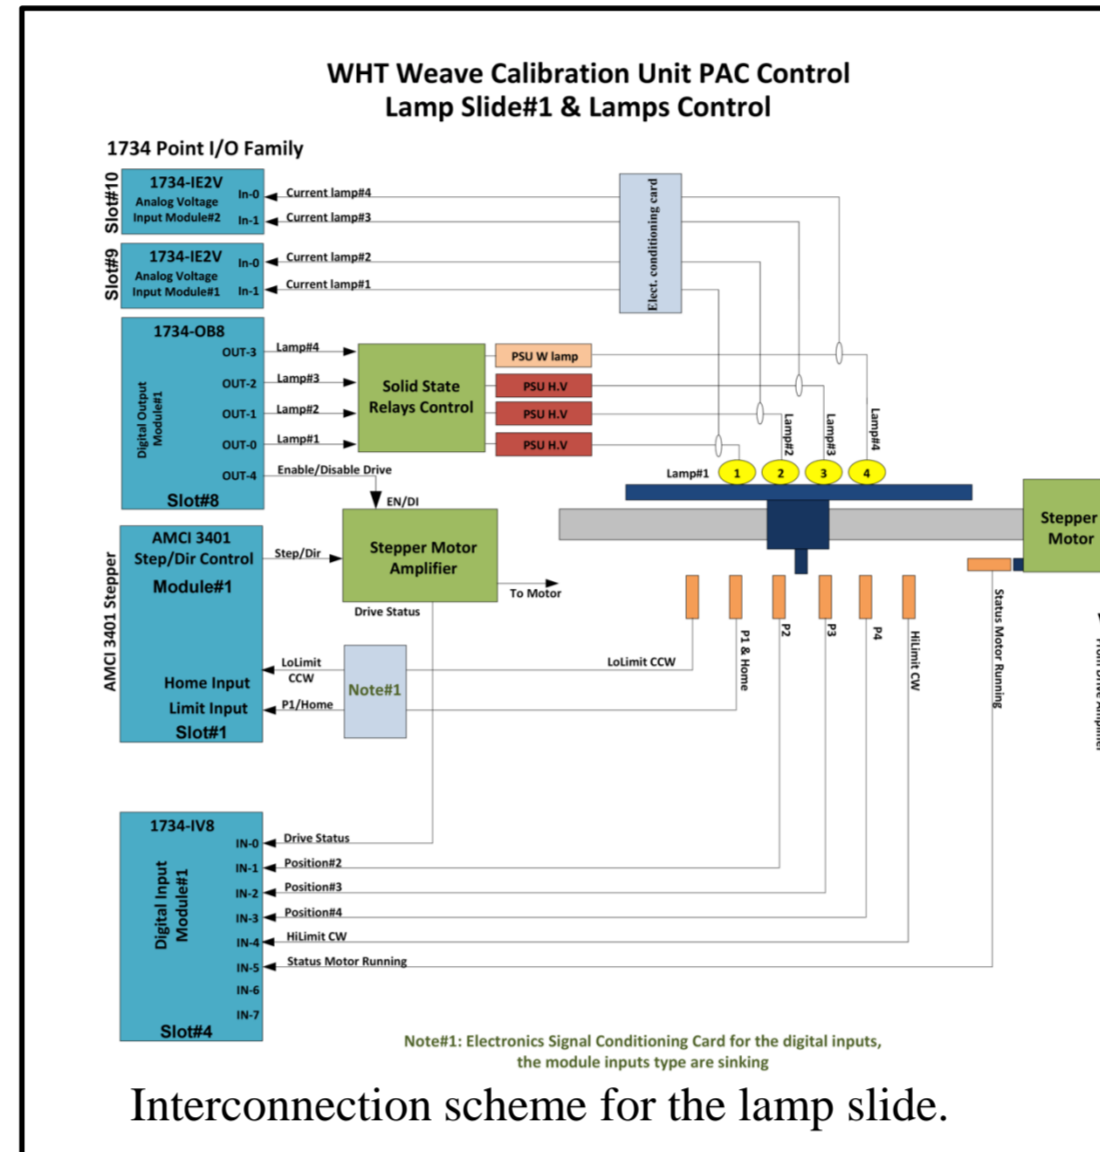 WHT Weave Calibration Unit PAC Control
Lamp Slide#1 & Lamps Control
1734 Point I/O Family
Slot#10
1734-IE2V
Analog Voltage
Input Module#2
In-0
In-1
Current lamp#4
Current lamp#3
Slot#9
1734-IE2V
Analog Voltage
Input Module#1
In-0
In-1
Current lamp#2
Current lamp#1
Elect. conditioning card
1734-OB8
Digital Output
Module#1
OUT-3
OUT-2
OUT-1
OUT-0
OUT-4
Slot#8
Lamp#4
Lamp#3
Lamp#2
Lamp#1
Enable/Disable Drive
EN/DI
Solid State
Relays Control
PSU W lamp
PSU H.V
PSU H.V
PSU H.V
Lamp#1
Lamp#2
Lamp#3
Lamp#4
1
2
3
4
Stepper
Motor
AMCI 3401 Stepper
AMCI 3401
Step/Dir Control
Module#1
Home Input
Limit Input
Slot#1
Step/Dir
Stepper Motor
Amplifier
To Motor
Drive Status
LoLimit
CCW
P1/Home
Note#1
LoLimit CCW
P1 & Home
P2
P3
P4
HiLimit CW
Status Motor Running
1734-IV8
Digital Input
Module#1
IN-0
IN-1
IN-2
IN-3
IN-4
IN-5
IN-6
IN-7
Slot#4
Drive Status
Position#2
Position#3
Position#4
HiLimit CW
Status Motor Running
Note#1: Electronics Signal Conditioning Card for the digital inputs,
the module inputs type are sinking
Interconnection scheme for the lamp slide.